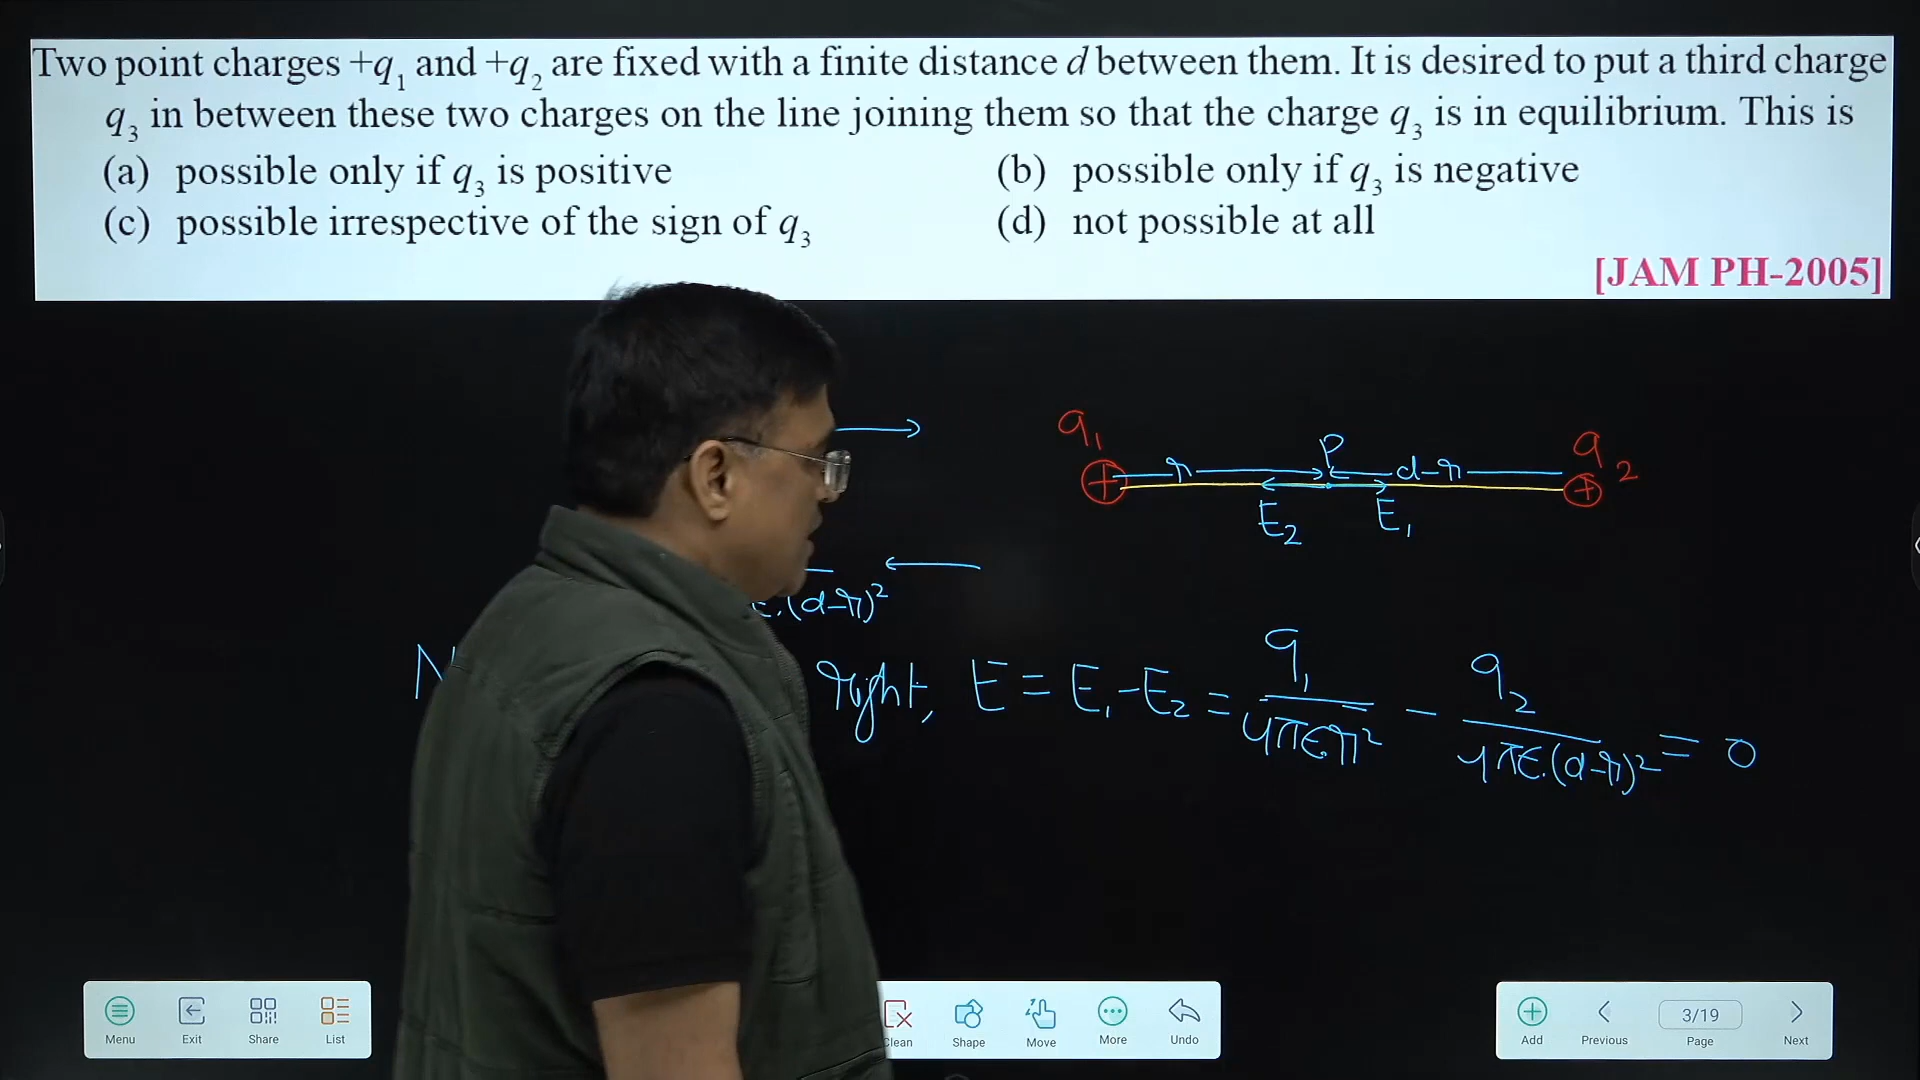 Two point charges +q₁ and +q₂ are fixed with a finite distance d between them. It is desired to put a third charge
q₃ in between these two charges on the line joining them so that the charge q₃ is in equilibrium. This is
(a) possible only if q₃ is positive
(b) possible only if q₃ is negative
(c) possible irrespective of the sign of q₃
(d) not possible at all
[JAM PH-2005]
q₁ r P d-r q₂
E₂ E₁
(d-r)²
right, E = E₁-E₂ = q₁/4πε₀r² - q₂/4πε₀(d-r)² = 0
Menu Exit Share List Clean Shape Move More Undo Add Previous 3/19 Page Next